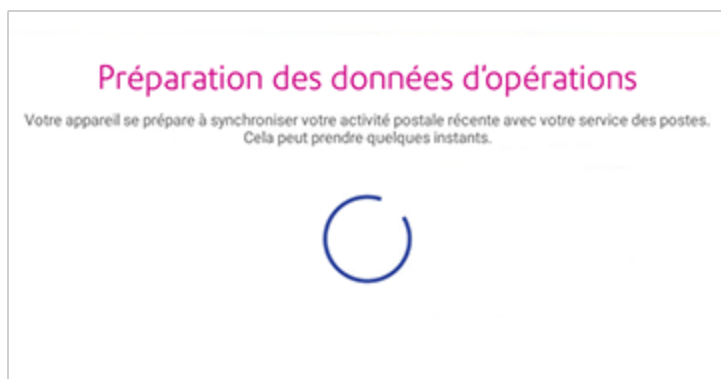 Préparation des données d'opérations
Votre appareil se prépare à synchroniser votre activité postale récente avec votre service des postes.
Cela peut prendre quelques instants.